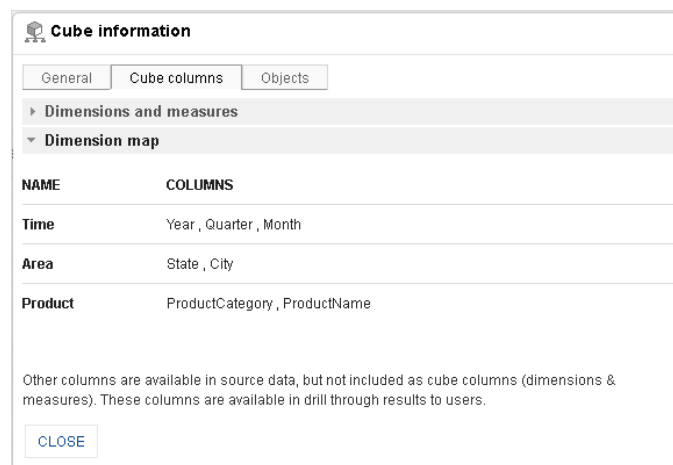 Cube information
General Cube columns Objects
Dimensions and measures
Dimension map
NAME COLUMNS
Time Year , Quarter , Month
Area State , City
Product ProductCategory , ProductName
Other columns are available in source data, but not included as cube columns (dimensions &
measures). These columns are available in drill through results to users.
CLOSE